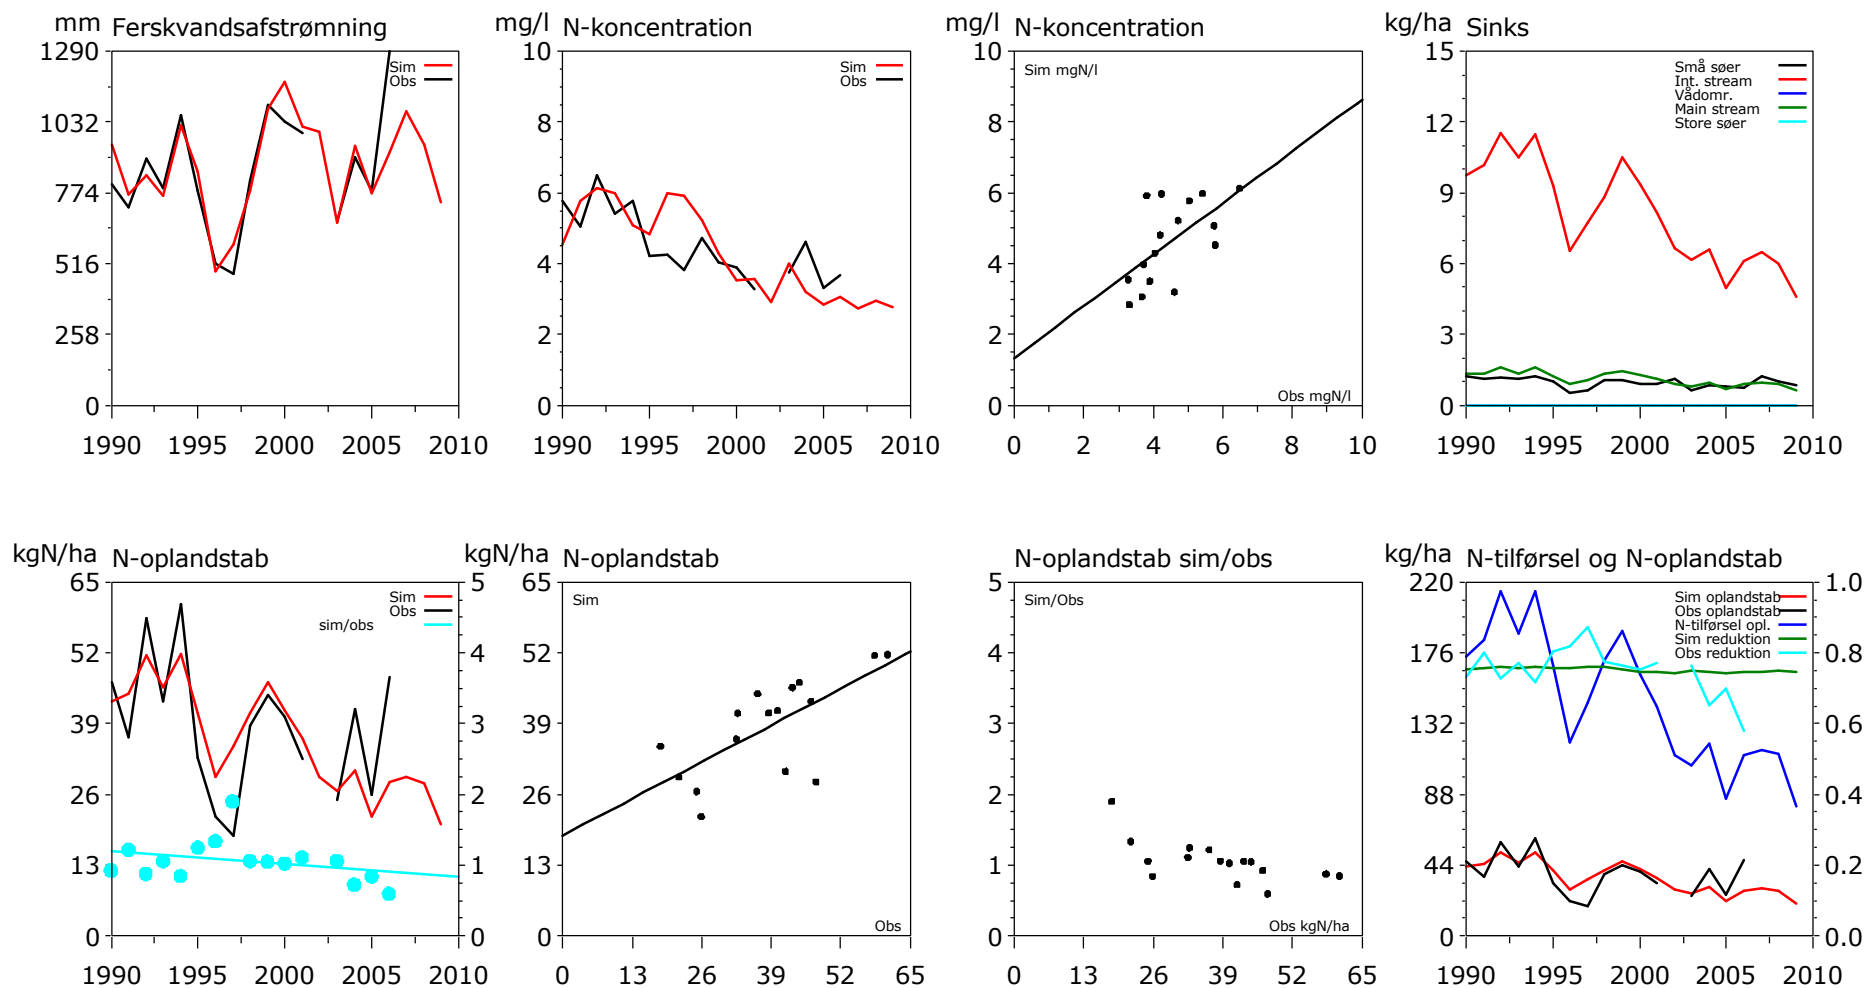 mm Ferskvandsafstrømning
1290
1032
774
516
258
0
1990 1995 2000 2005 2010
Sim
Obs
mg/l N-koncentration
10
8
6
4
2
0
1990 1995 2000 2005 2010
Sim
Obs
mg/l N-koncentration
Sim mgN/l
10
8
6
4
2
0
Obs mgN/l
0 2 4 6 8 10
kg/ha Sinks
15
12
9
6
3
0
1990 1995 2000 2005 2010
Små søer
Int. stream
Vådomr.
Main stream
Store søer
kgN/ha N-oplandstab
65
52
39
26
13
0
Sim
Obs
sim/obs
5
4
3
2
1
0
1990 1995 2000 2005 2010
kgN/ha N-oplandstab
Sim
65
52
39
26
13
0
Obs
0 13 26 39 52 65
N-oplandstab sim/obs
Sim/Obs
5
4
3
2
1
0
Obs kgN/ha
0 13 26 39 52 65
kg/ha N-tilførsel og N-oplandstab
220
176
132
88
44
0
Sim oplandstab
Obs oplandstab
N-tilførsel opl.
Sim reduktion
Obs reduktion
1.0
0.8
0.6
0.4
0.2
0.0
1990 1995 2000 2005 2010